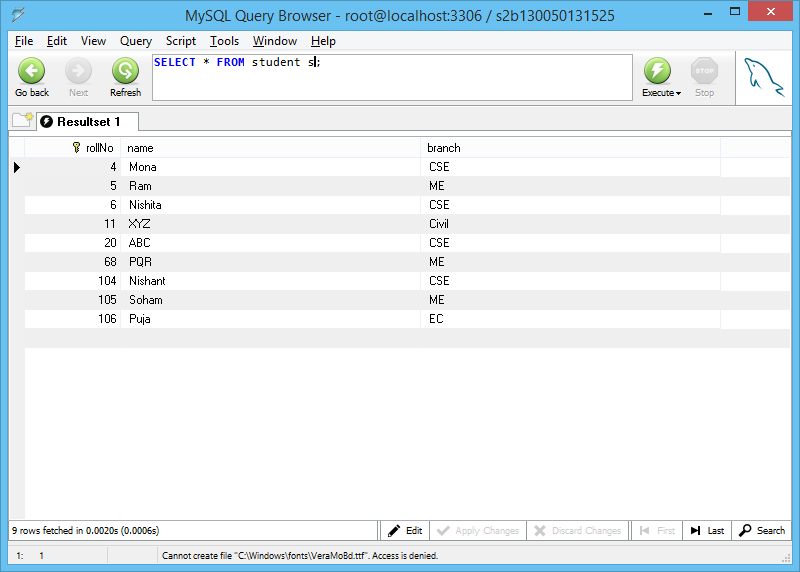 MySQL Query Browser - root@localhost:3306 / s2b130050131525
File Edit View Query Script Tools Window Help
SELECT * FROM student s;
Go back Next Refresh Execute Stop
STOP
Resultset 1
rollNo name branch
4 Mona CSE
5 Ram ME
6 Nishita CSE
11 XYZ Civil
20 ABC CSE
68 PQR ME
104 Nishant CSE
105 Soham ME
106 Puja EC
9 rows fetched in 0.0020s (0.0006s) Edit Apply Changes Discard Changes First Last Search
1: 1 Cannot create file "C:\Windows\fonts\VeraMoBd.ttf". Access is denied.